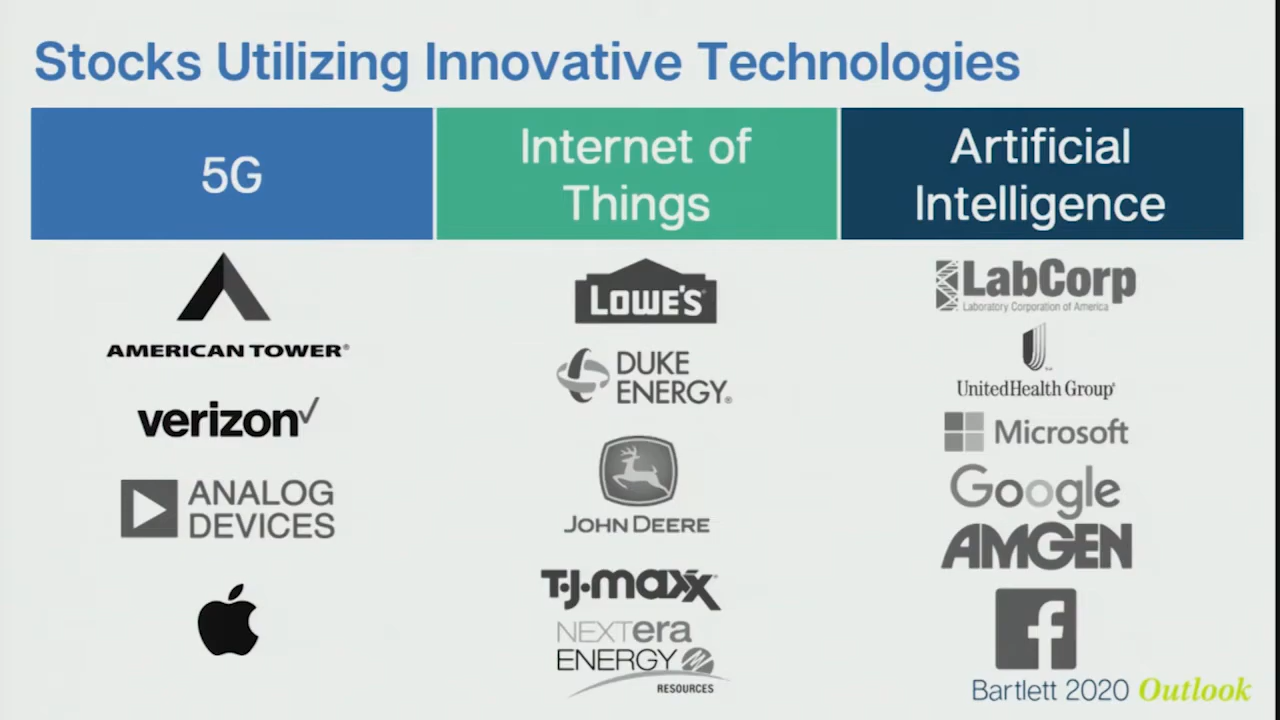 Stocks Utilizing Innovative Technologies
5G
Internet of
Things
Artificial
Intelligence
AMERICAN TOWER®
verizon✓
ANALOG
DEVICES
LOWE'S
DUKE
ENERGY®
JOHN DEERE
T·J·maxx
NEXTera
ENERGY
RESOURCES
LabCorp
Laboratory Corporation of America
UnitedHealth Group®
Microsoft
Google
AMGEN
f
Bartlett 2020 Outlook